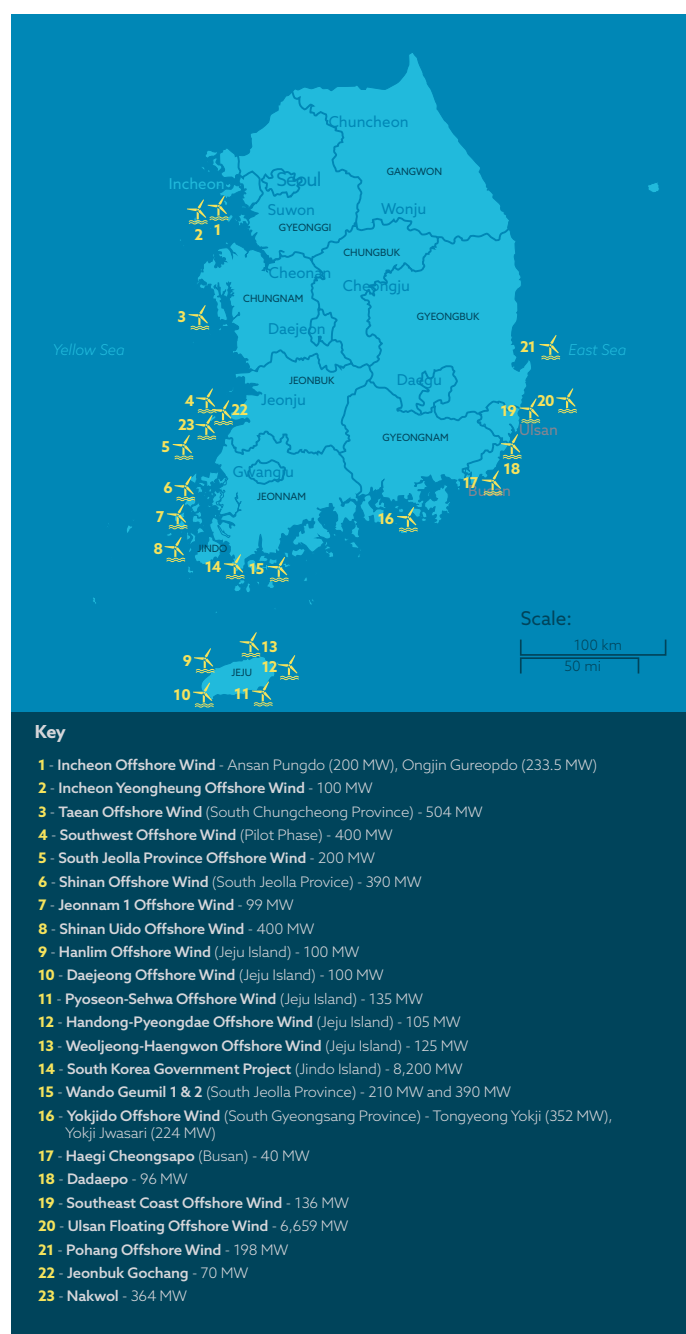 Chuncheon
GANGWON
Incheon
Seoul
Suwon
Wonju
2
1
GYEONGGI
CHUNGBUK
Cheonan
Cheongju
CHUNGNAM
3
GYEONGBUK
Daejeon
Yellow Sea
21
East Sea
JEONBUK
Daegu
4
Jeonju
22
19
20
23
Ulsan
5
GYEONGNAM
18
Gwangju
6
JEONNAM
17
Busan
7
16
8
JINDO
14
15
Scale:
100 km
50 mi
13
9
12
JEJU
10
11
Key
1 - Incheon Offshore Wind - Ansan Pungdo (200 MW), Ongjin Gureopdo (233.5 MW)
2 - Incheon Yeongheung Offshore Wind - 100 MW
3 - Taean Offshore Wind (South Chungcheong Province) - 504 MW
4 - Southwest Offshore Wind (Pilot Phase) - 400 MW
5 - South Jeolla Province Offshore Wind - 200 MW
6 - Shinan Offshore Wind (South Jeolla Provice) - 390 MW
7 - Jeonnam 1 Offshore Wind - 99 MW
8 - Shinan Uido Offshore Wind - 400 MW
9 - Hanlim Offshore Wind (Jeju Island) - 100 MW
10 - Daejeong Offshore Wind (Jeju Island) - 100 MW
11 - Pyoseon-Sehwa Offshore Wind (Jeju Island) - 135 MW
12 - Handong-Pyeongdae Offshore Wind (Jeju Island) - 105 MW
13 - Weoljeong-Haengwon Offshore Wind (Jeju Island) - 125 MW
14 - South Korea Government Project (Jindo Island) - 8,200 MW
15 - Wando Geumil 1 & 2 (South Jeolla Province) - 210 MW and 390 MW
16 - Yokjido Offshore Wind (South Gyeongsang Province) - Tongyeong Yokji (352 MW),
Yokji Jwasari (224 MW)
17 - Haegi Cheongsapo (Busan) - 40 MW
18 - Dadaepo - 96 MW
19 - Southeast Coast Offshore Wind - 136 MW
20 - Ulsan Floating Offshore Wind - 6,659 MW
21 - Pohang Offshore Wind - 198 MW
22 - Jeonbuk Gochang - 70 MW
23 - Nakwol - 364 MW